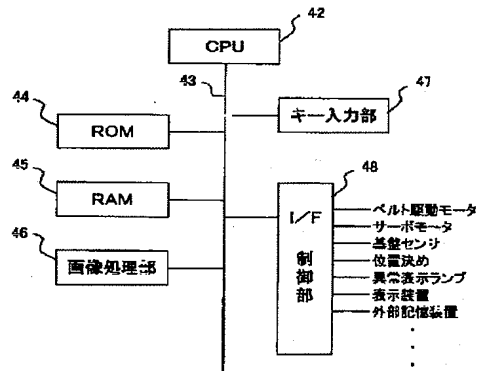 42
CPU
43
44
ROM
47
キー入力部
45
RAM
46
画像処理部
48
I/F
制御部
ベルト駆動モータ
サーボモータ
基盤センサ
位置決め
異常表示ランプ
表示装置
外部記憶装置